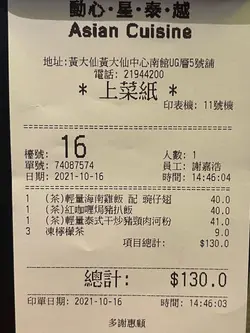 動心·星·泰·越
Asian Cuisine
地址:黃大仙黃大仙中心南館UG層5號舖
電話: 21944200
* 上菜紙 *
印表機: 11號機
檯號: 16 人數: 1
單號: 74087574 員工: 謝嘉浩
日期: 2021-10-16 時間: 14:46:04
1 (茶)輕量海南雞飯 配 豌仔翅 40.0
1 (茶)紅咖喱焗豬扒飯 40.0
1 (茶)輕量泰式干炒豬頸肉河粉 41.0
3 凍檸檬茶 9.0
項目總計: $130.0
總計: $130.0
印單日期: 2021-10-16 時間: 14:46:03
多謝惠顧